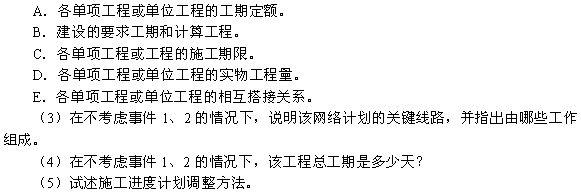 A．各单项工程或单位工程的工期定额。
B．建设的要求工期和计算工程。
C．各单项工程或工程的施工期限。
D．各单项工程或单位工程的实物工程量。
E．各单项工程或单位工程的相互搭接关系。
（3）在不考虑事件 1、2 的情况下，说明该网络计划的关键线路，并指出由哪些工作
组成。
（4）在不考虑事件 1、2 的情况下，该工程总工期是多少天？
（5）试述施工进度计划调整方法。